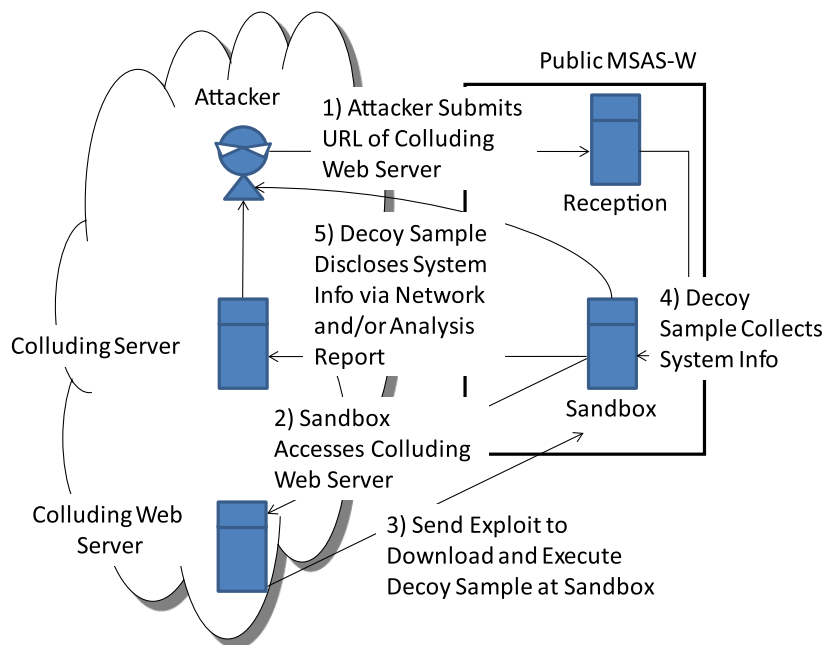 Public MSAS-W
Attacker
1) Attacker Submits
URL of Colluding
Web Server
Reception
5) Decoy Sample
Discloses System
Info via Network
and/or Analysis
Report
4) Decoy
Sample Collects
System Info
Colluding Server
Sandbox
2) Sandbox
Accesses Colluding
Web Server
Colluding Web
Server
3) Send Exploit to
Download and Execute
Decoy Sample at Sandbox